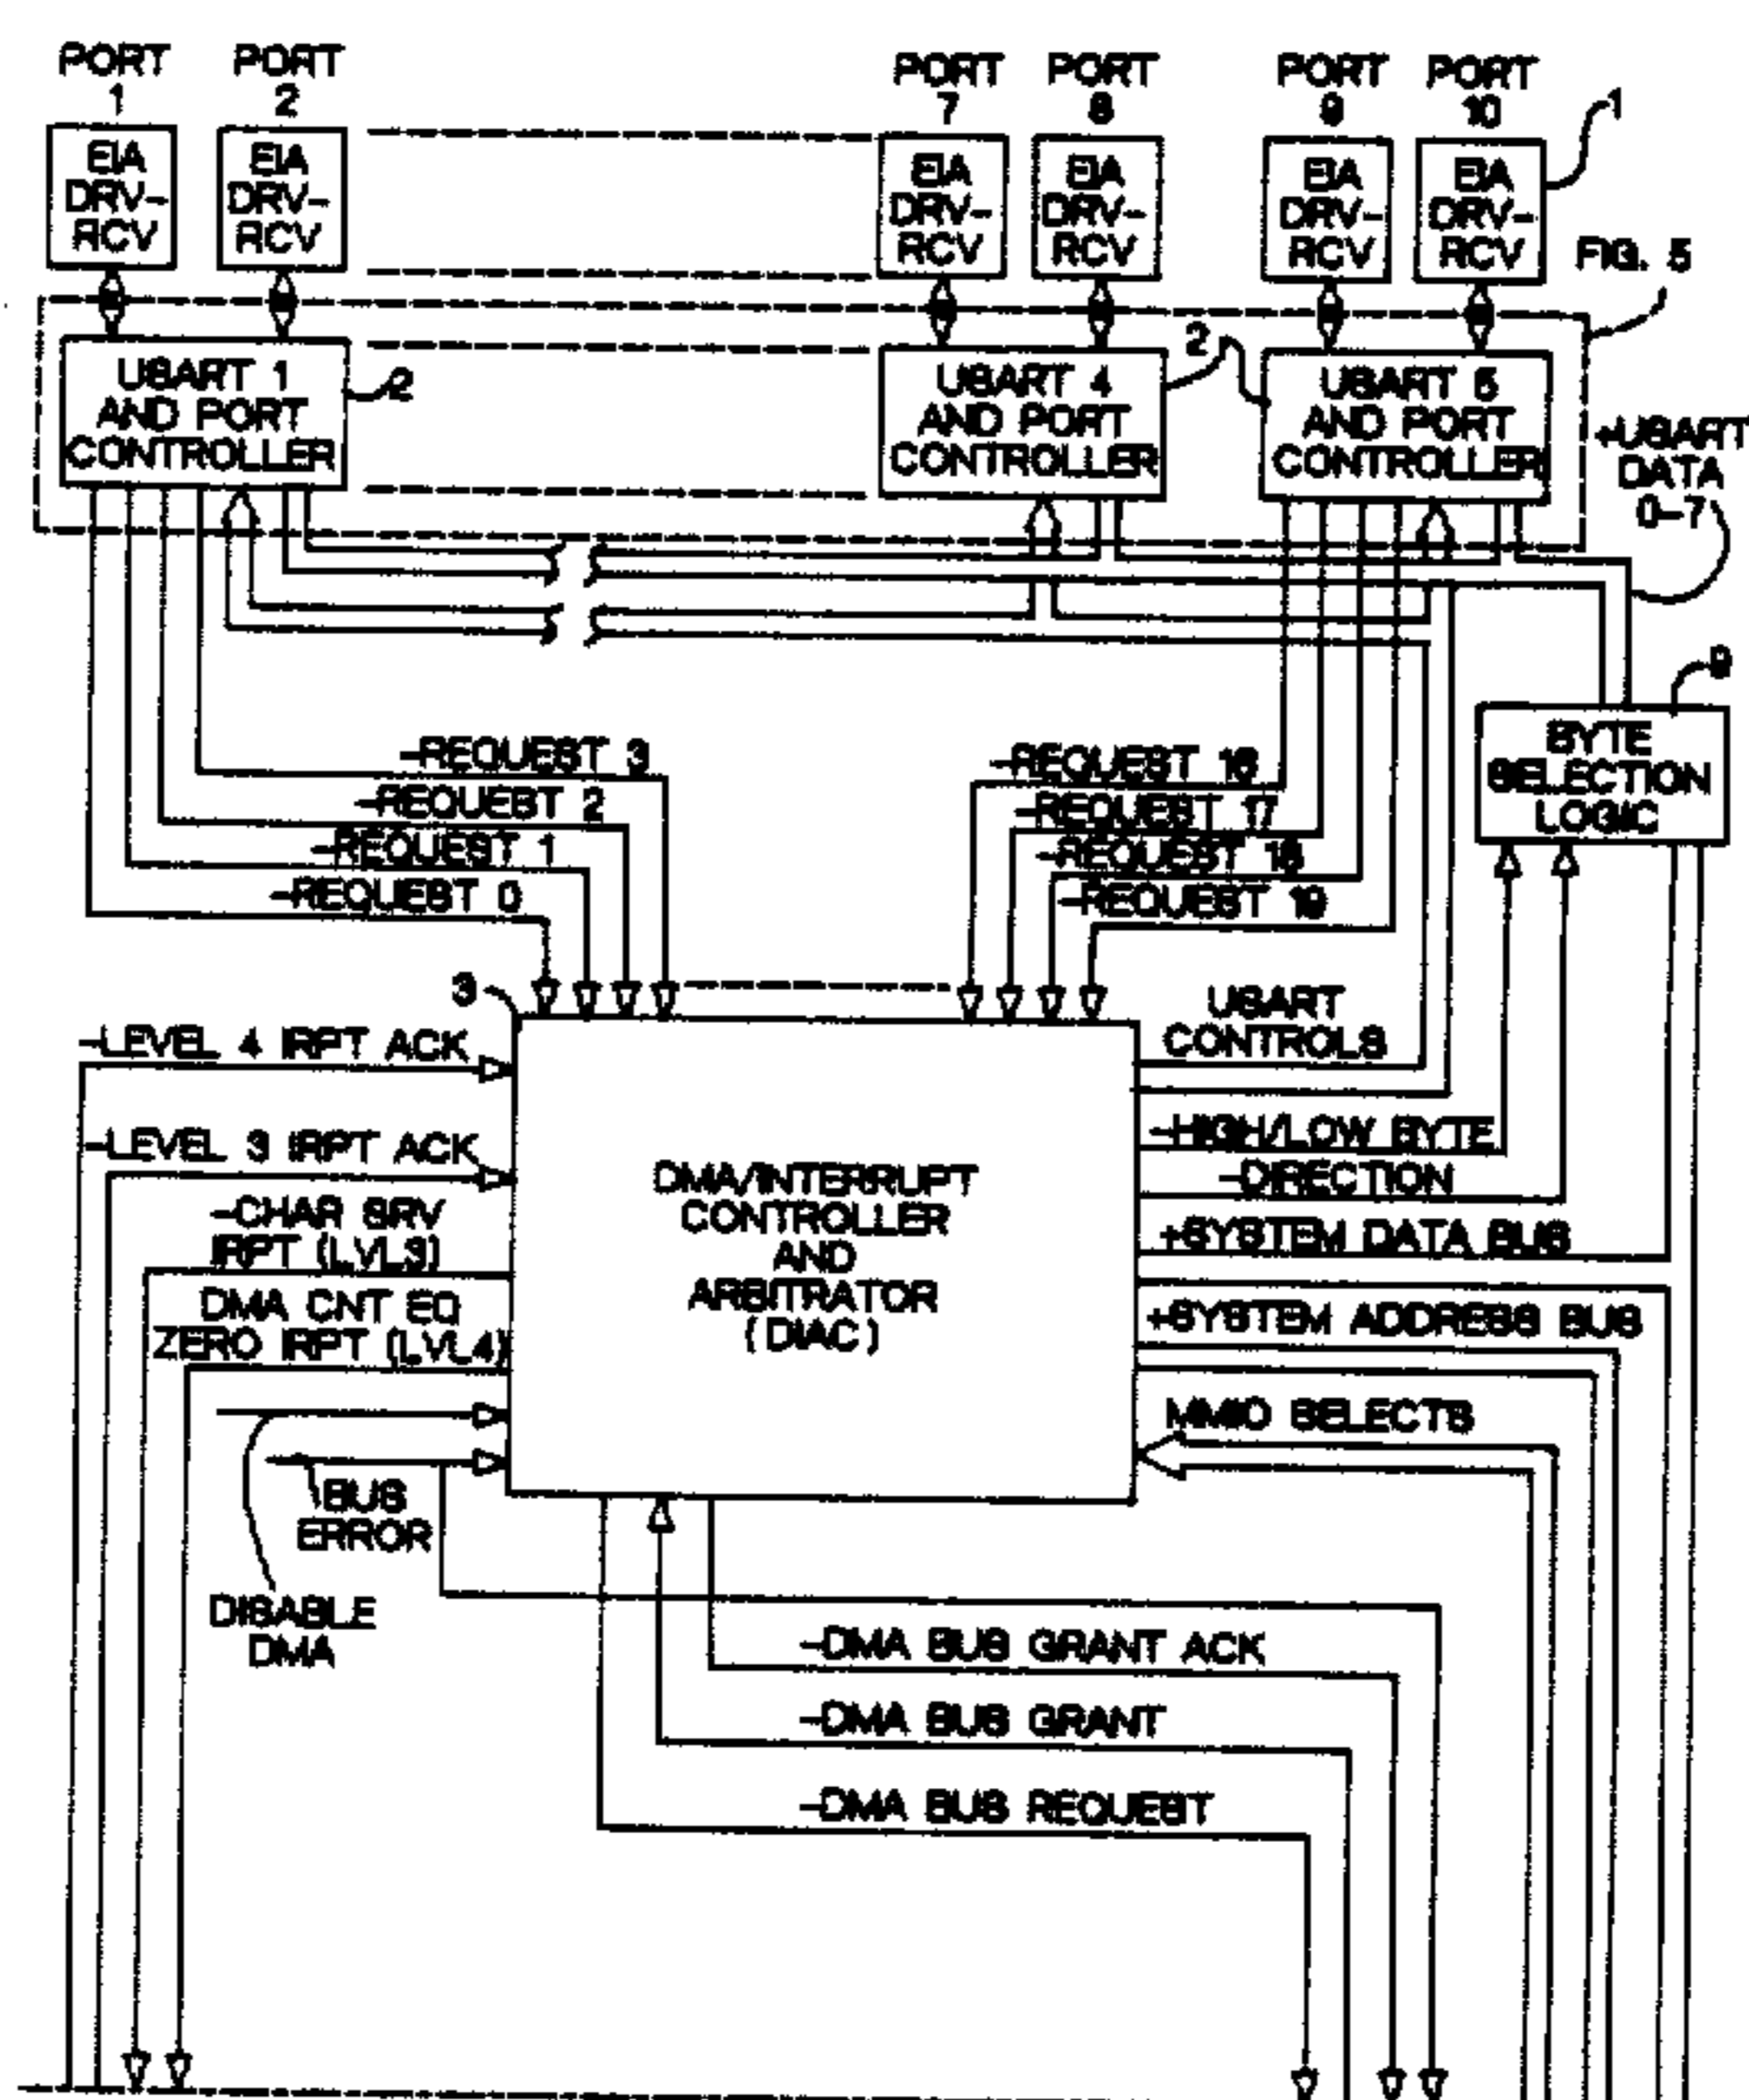 PORT 1
PORT 2
PORT 7
PORT 8
PORT 9
PORT 10
1
EIA DRV-RCV
EIA DRV-RCV
EIA DRV-RCV
EIA DRV-RCV
EIA DRV-RCV
EIA DRV-RCV
FIG. 5
USART 1
AND PORT
CONTROLLER
2
USART 4
AND PORT
CONTROLLER
2
USART 5
AND PORT
CONTROLLER
+USART
DATA
0-7
9
BYTE
SELECTION
LOGIC
-REQUEST 3
-REQUEST 2
-REQUEST 1
-REQUEST 0
-REQUEST 16
-REQUEST 17
-REQUEST 18
-REQUEST 19
3
-LEVEL 4 IRPT ACK
-LEVEL 3 IRPT ACK
-CHAR SRV
IRPT (LVL3)
DMA CNT EQ
ZERO IRPT (LVL4)
BUS
ERROR
DISABLE
DMA
DMA/INTERRUPT
CONTROLLER
AND
ARBITRATOR
(DIAC)
USART
CONTROLS
-HIGH/LOW BYTE
-DIRECTION
+SYSTEM DATA BUS
+SYSTEM ADDRESS BUS
MMIO SELECTS
-DMA BUS GRANT ACK
-DMA BUS GRANT
-DMA BUS REQUEST